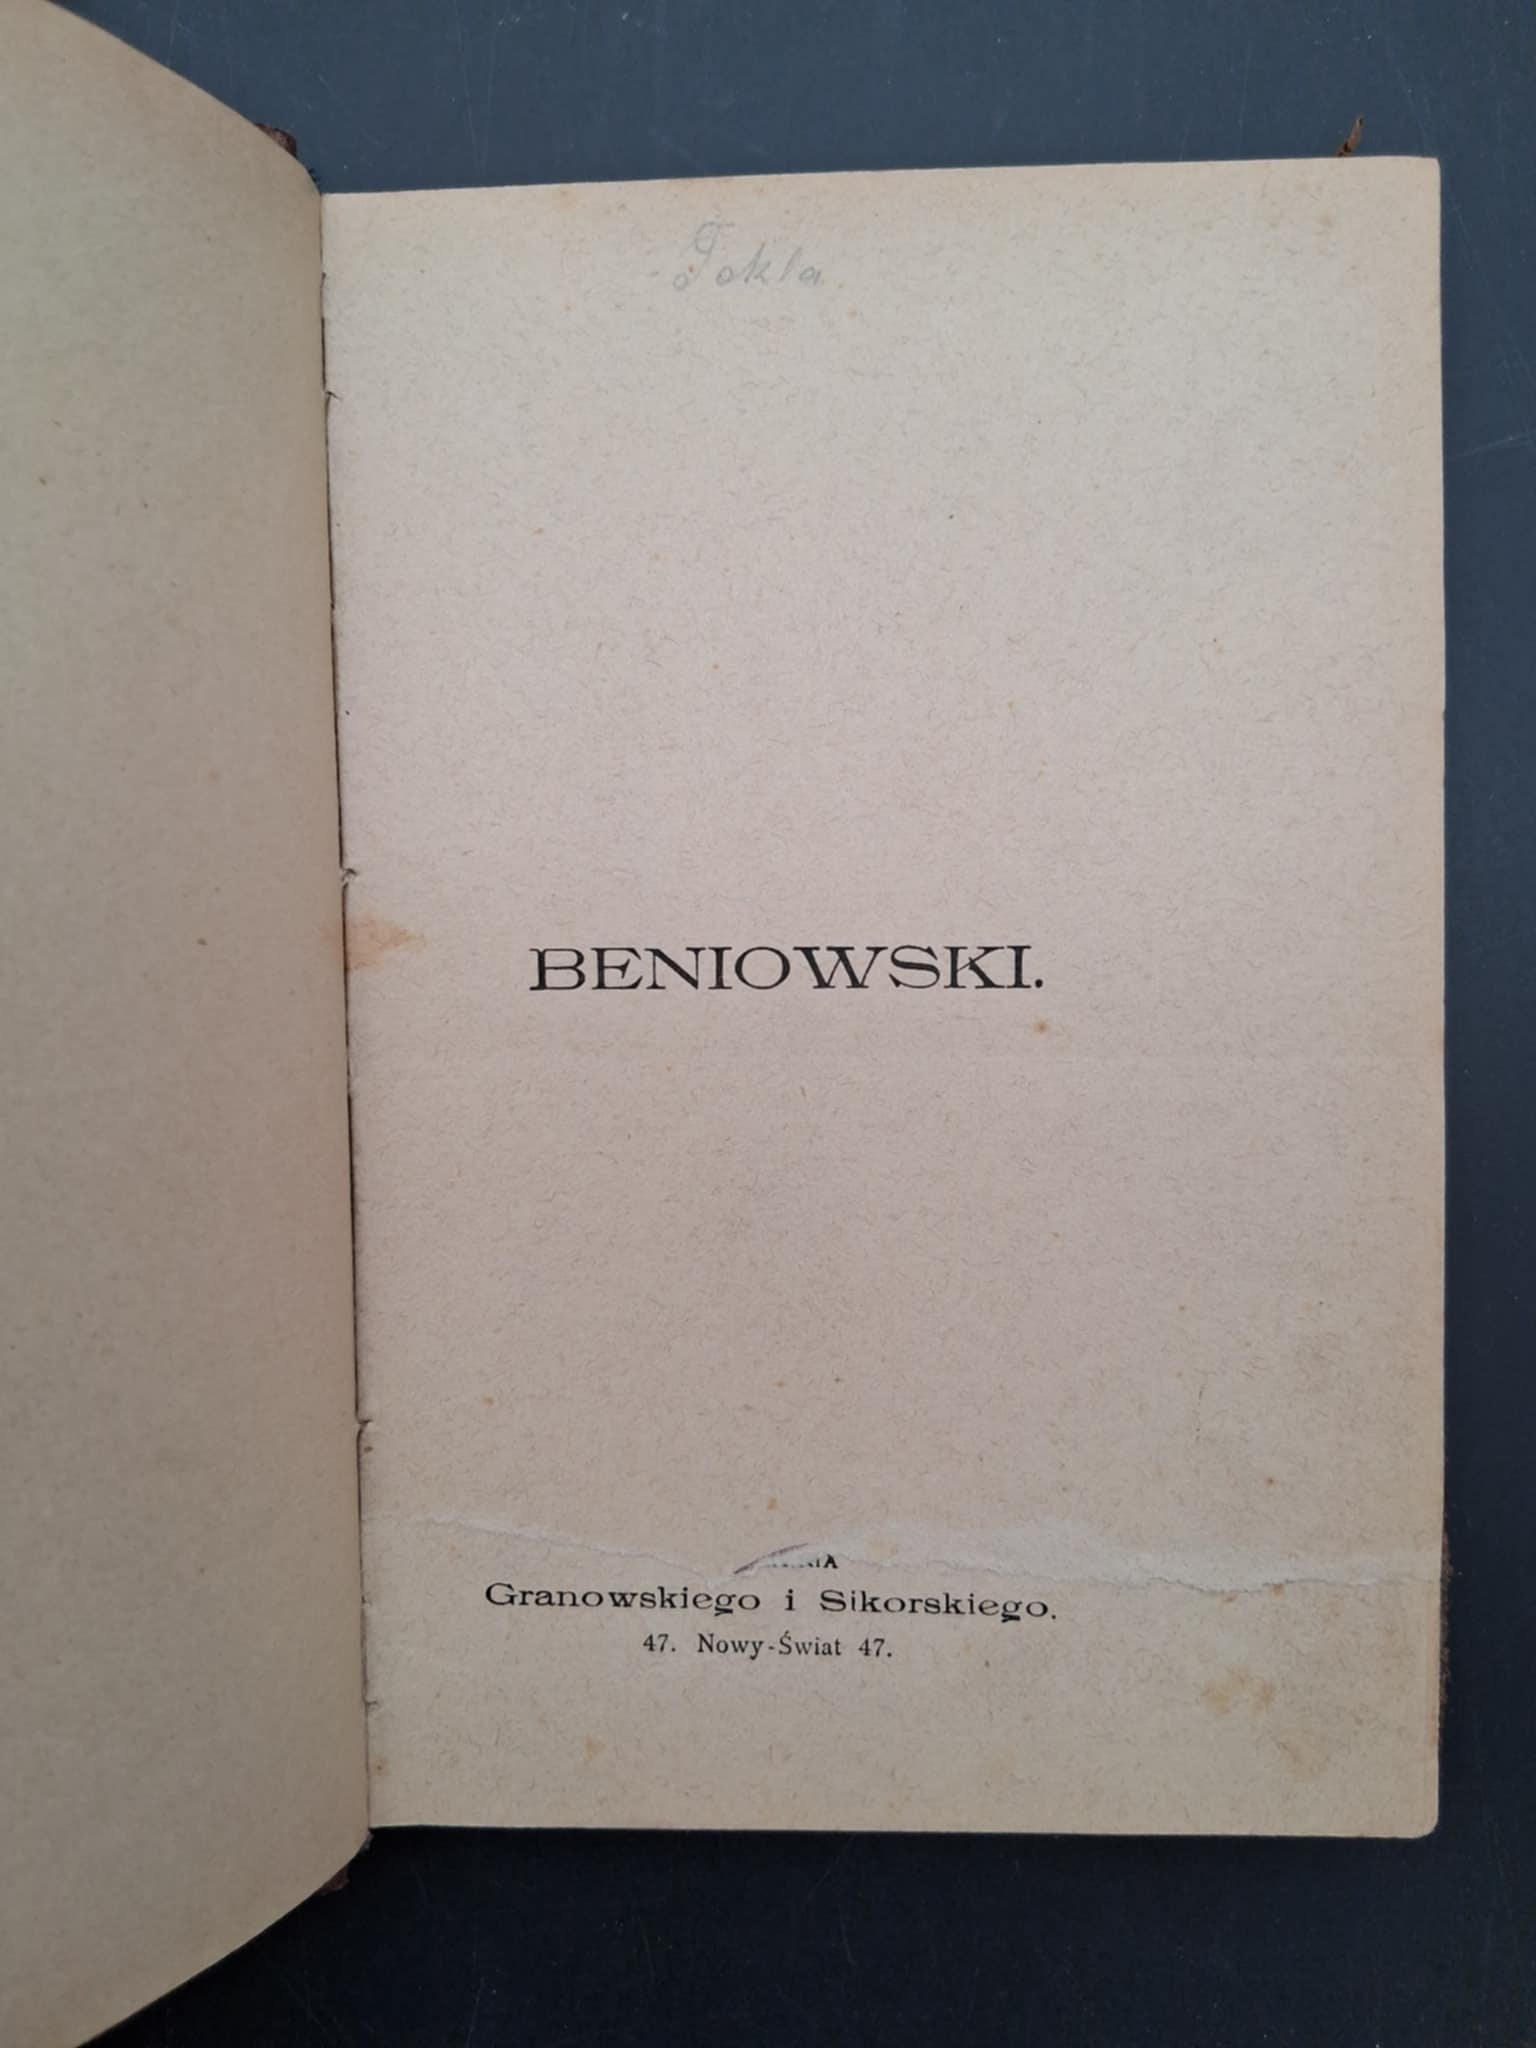 Tekla
BENIOWSKI.
Granowskiego i Sikorskiego.
47. Nowy-Świat 47.